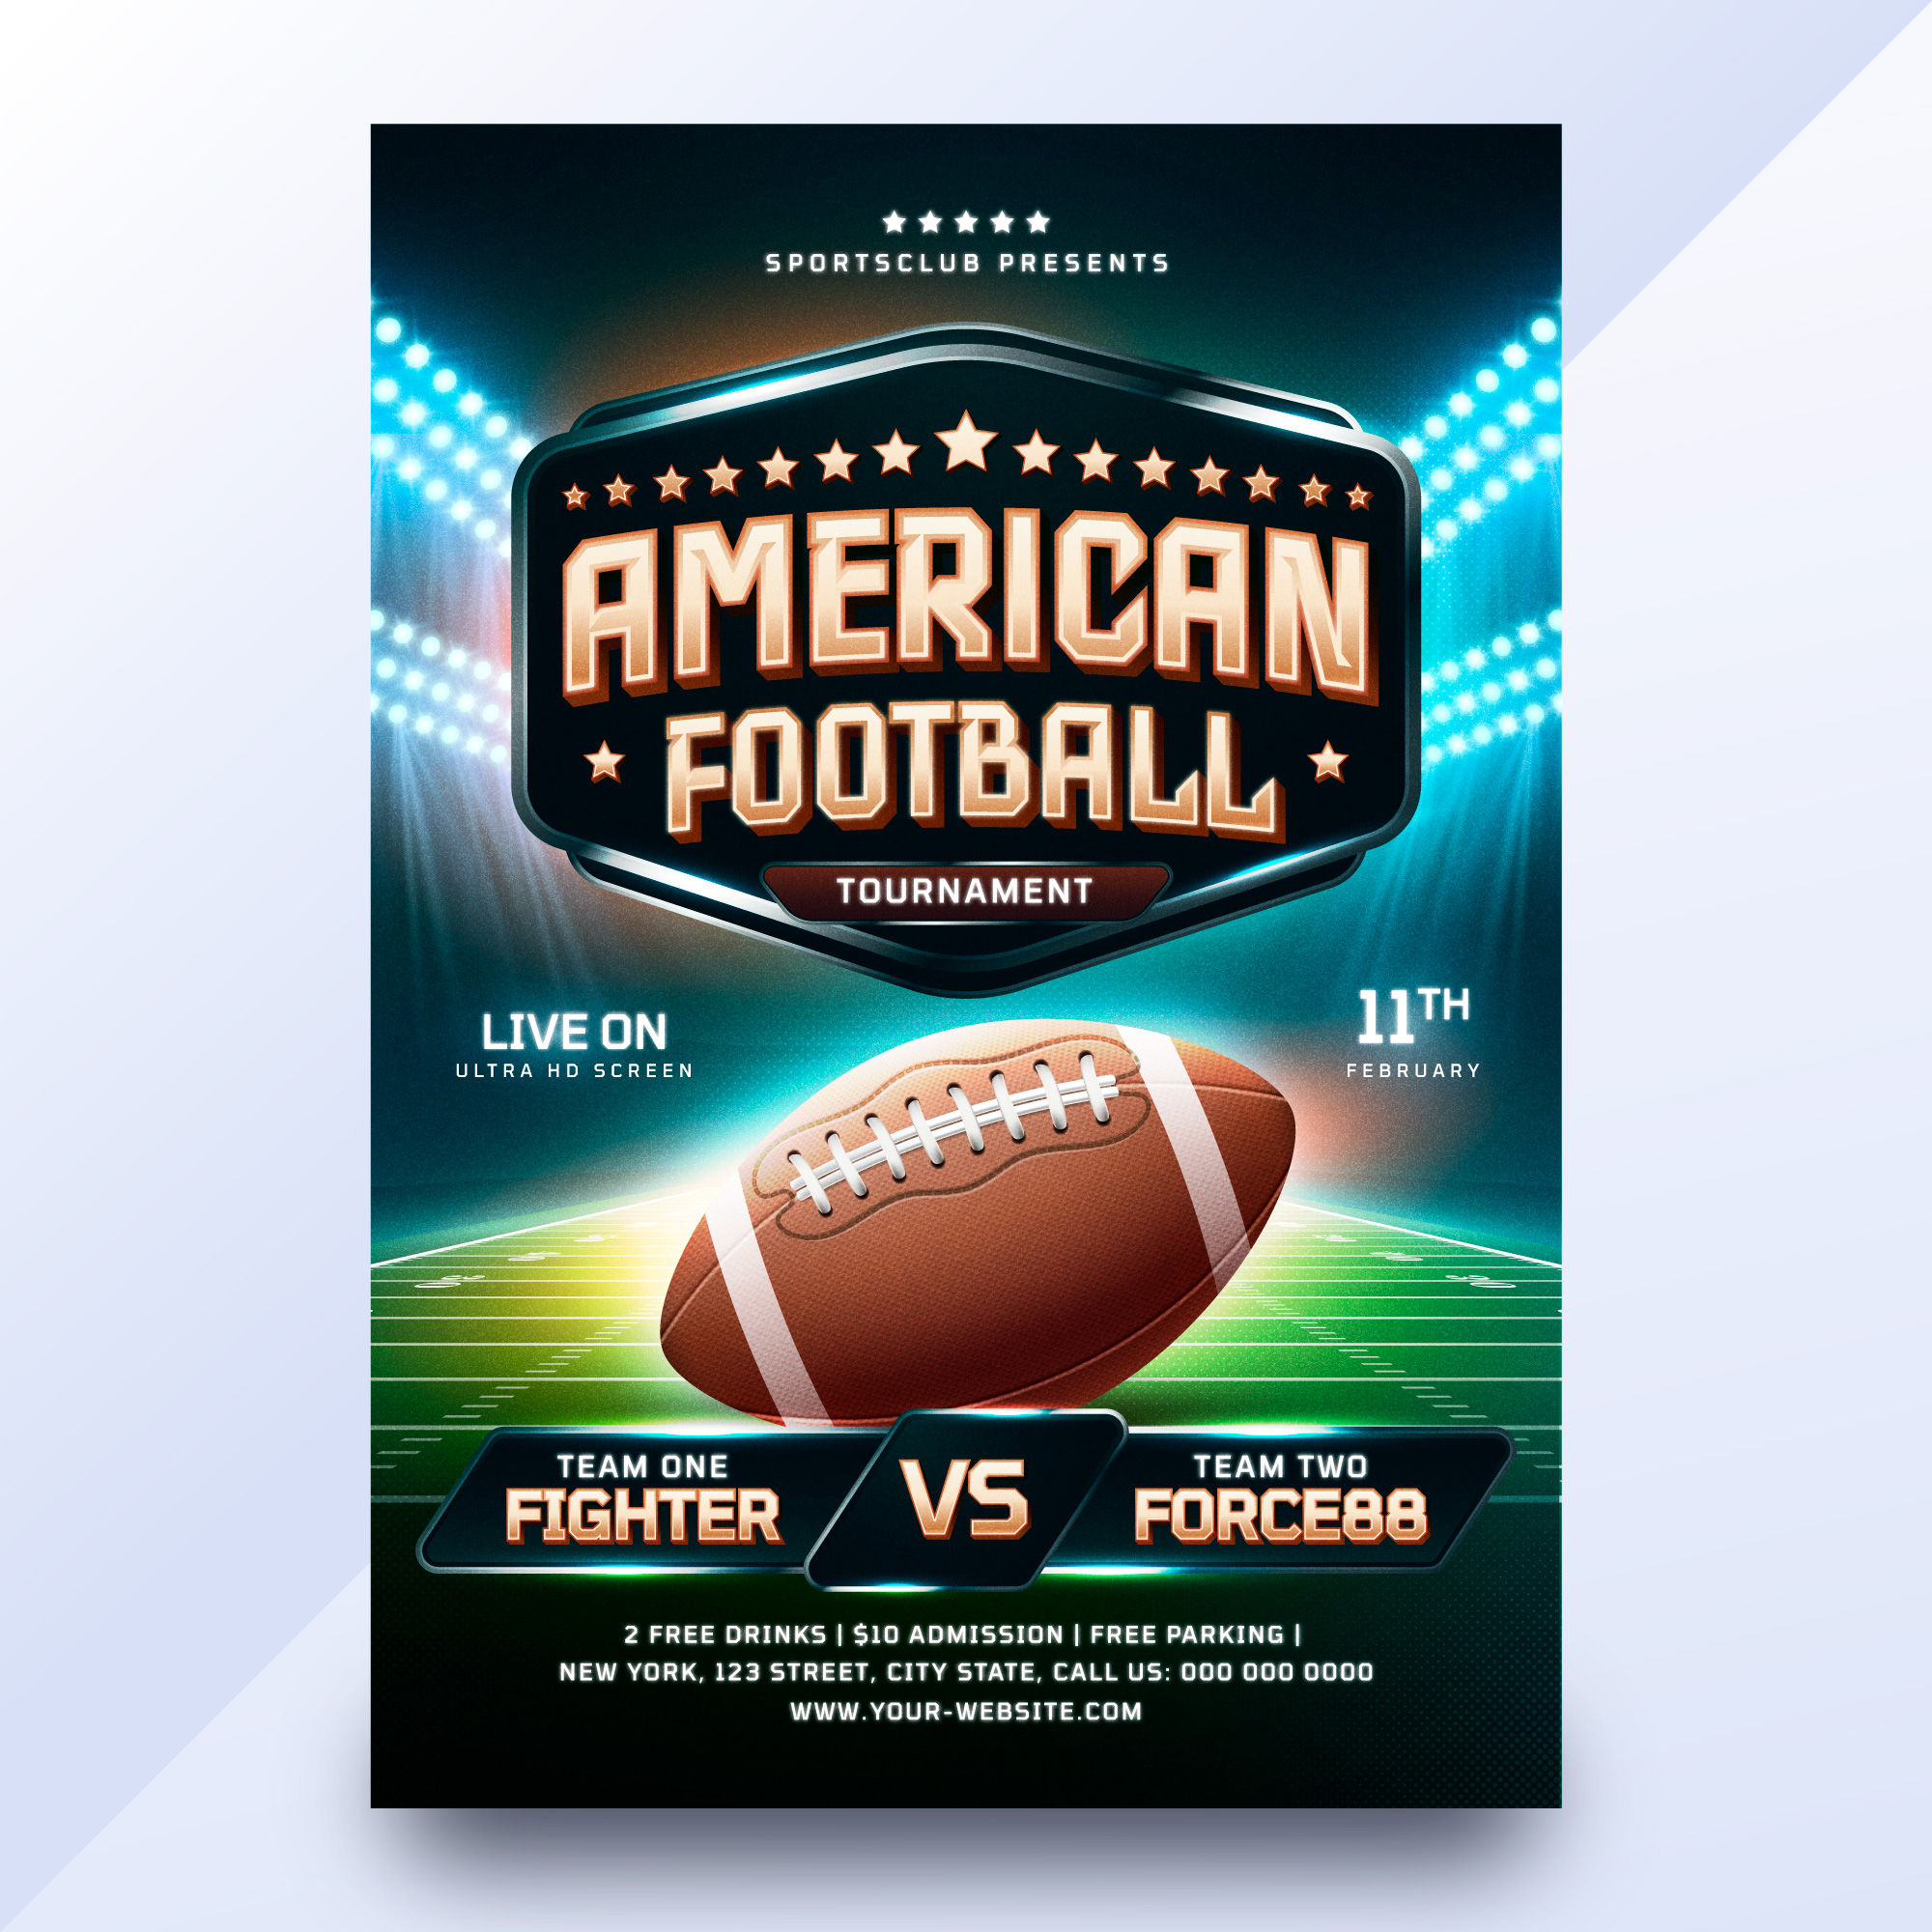 SPORTSCLUB PRESENTS
AMERICAN
FOOTBALL
TOURNAMENT
LIVE ON
ULTRA HD SCREEN
11TH
FEBRUARY
TEAM ONE
FIGHTER
VS
TEAM TWO
FORCE88
2 FREE DRINKS | $10 ADMISSION | FREE PARKING |
NEW YORK, 123 STREET, CITY STATE, CALL US: 000 000 0000
WWW.YOUR-WEBSITE.COM